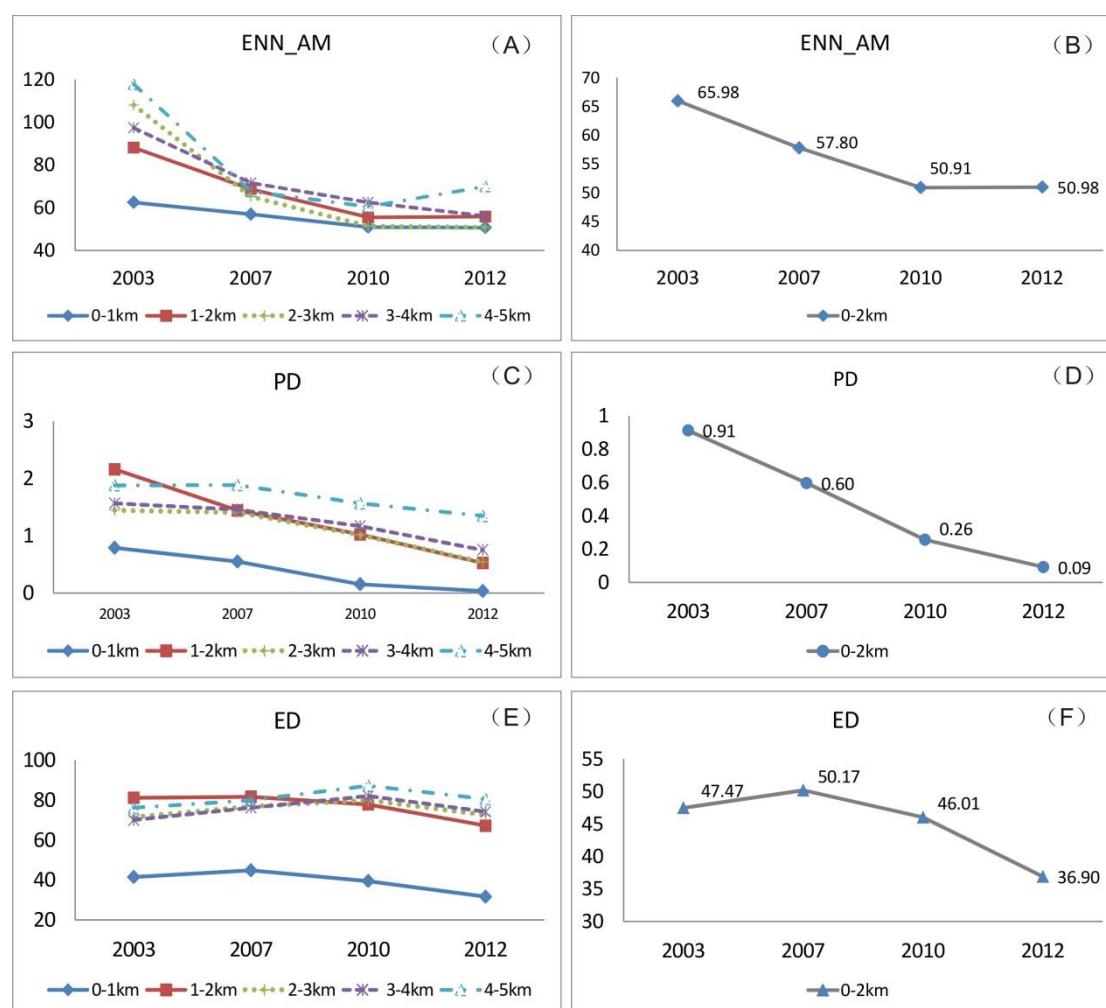 ENN_AM
（A）
120
100
80
60
40
2003 2007 2010 2012
0-1km 1-2km 2-3km 3-4km 4-5km
ENN_AM
（B）
70
65
60
55
50
45
40
65.98
57.80
50.91
50.98
2003 2007 2010 2012
0-2km
PD
（C）
3
2
1
0
2003 2007 2010 2012
0-1km 1-2km 2-3km 3-4km 4-5km
PD
（D）
1
0.8
0.6
0.4
0.2
0
0.91
0.60
0.26
0.09
2003 2007 2010 2012
0-2km
ED
（E）
100
80
60
40
20
2003 2007 2010 2012
0-1km 1-2km 2-3km 3-4km 4-5km
ED
（F）
55
50
45
40
35
30
47.47
50.17
46.01
36.90
2003 2007 2010 2012
0-2km